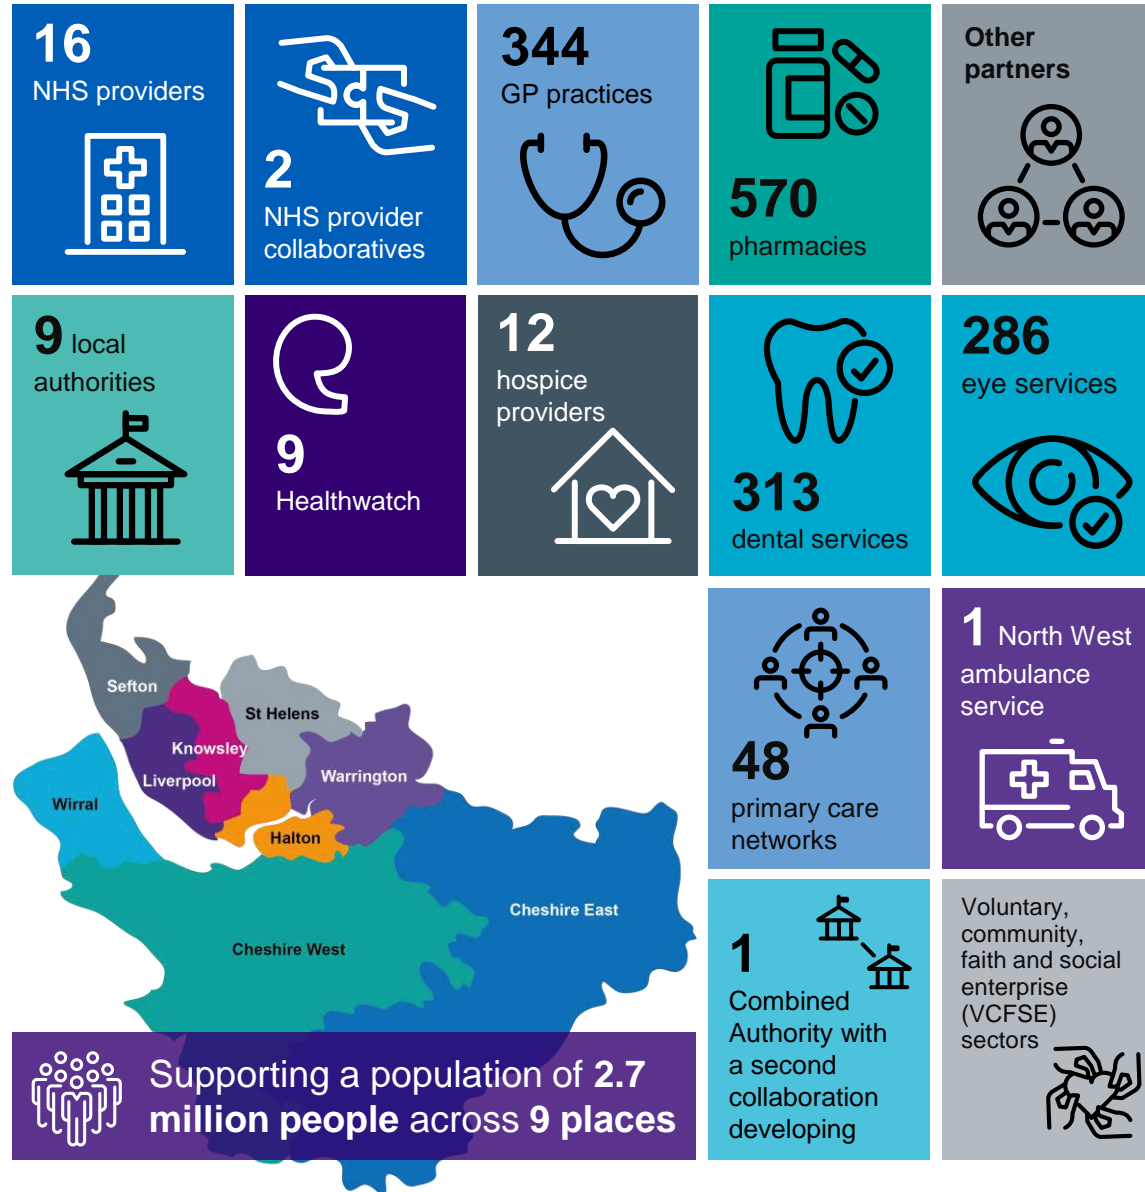 16
NHS providers
2
NHS provider
collaboratives
344
GP practices
570
pharmacies
Other
partners
9 local
authorities
9
Healthwatch
12
hospice
providers
313
dental services
286
eye services
Sefton
St Helens
Knowsley
Liverpool
Warrington
Wirral
Halton
Cheshire East
Cheshire West
48
primary care
networks
1 North West
ambulance
service
1
Combined
Authority with
a second
collaboration
developing
Voluntary,
community,
faith and social
enterprise
(VCFSE)
sectors
Supporting a population of 2.7
million people across 9 places